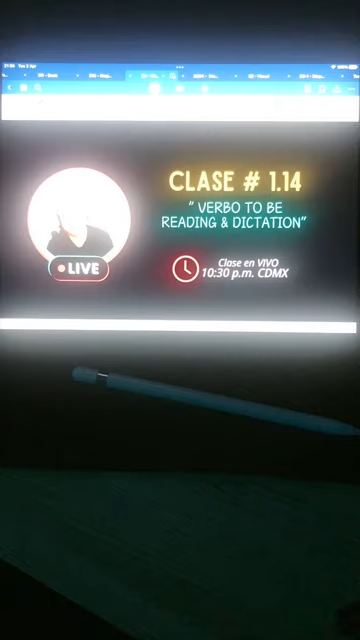 CLASE # 1.14
" VERBO TO BE
READING & DICTATION"
LIVE
Clase en VIVO
10:30 p.m. CDMX